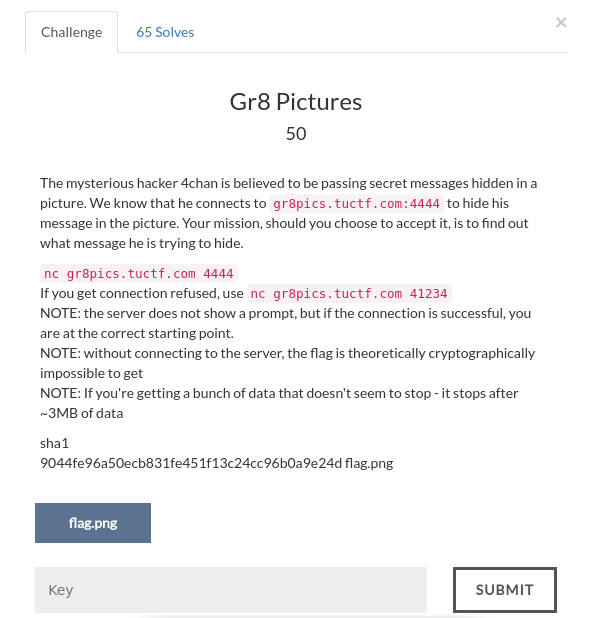 Challenge
65 Solves
×
Gr8 Pictures
50
The mysterious hacker 4chan is believed to be passing secret messages hidden in a
picture. We know that he connects to gr8pics.tuctf.com:4444 to hide his
message in the picture. Your mission, should you choose to accept it, is to find out
what message he is trying to hide.
nc gr8pics.tuctf.com 4444
If you get connection refused, use nc gr8pics.tuctf.com 41234
NOTE: the server does not show a prompt, but if the connection is successful, you
are at the correct starting point.
NOTE: without connecting to the server, the flag is theoretically cryptographically
impossible to get
NOTE: If you're getting a bunch of data that doesn't seem to stop - it stops after
~3MB of data
sha1
9044fe96a50ecb831fe451f13c24cc96b0a9e24d flag.png
flag.png
Key
SUBMIT